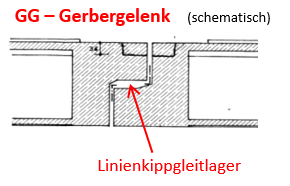 GG – Gerbergelenk (schematisch)
Linienkippgleitlager